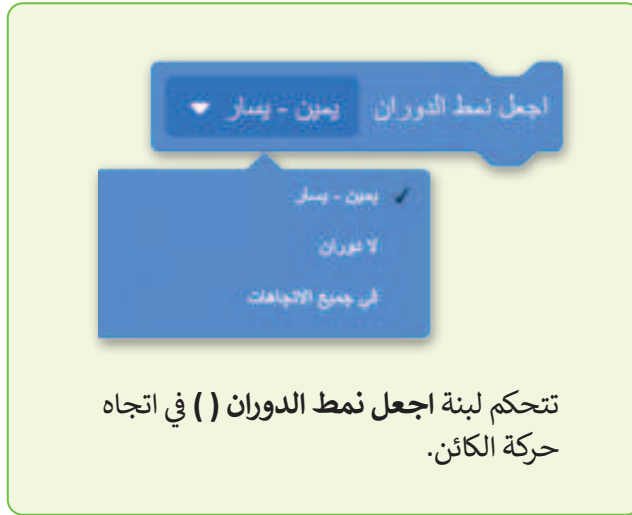 اجعل نمط الدوران يمين - يسار
يمين - يسار
لا دوران
في جميع الاتجاهات
تتحكم لبنة اجعل نمط الدوران ( ) في اتجاه
حركة الكائن.